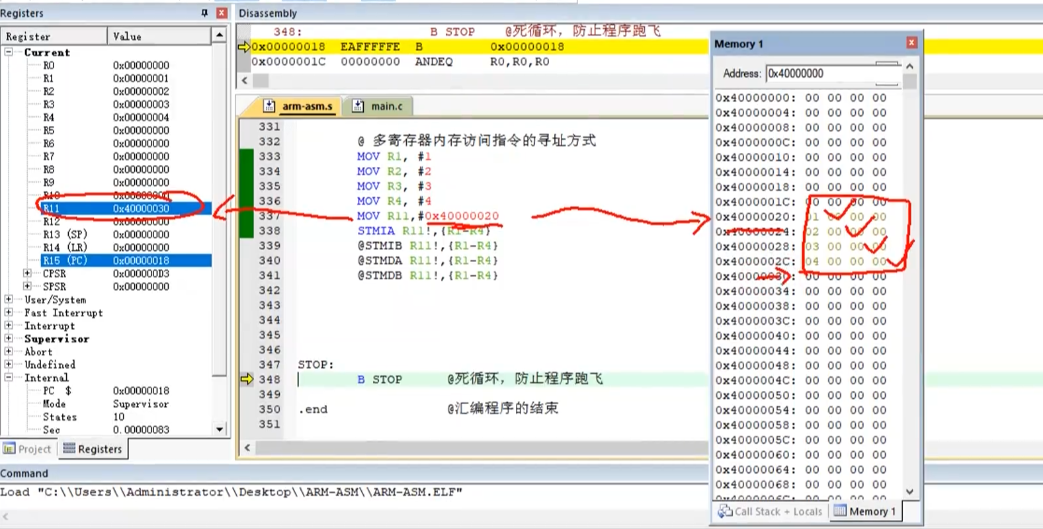 Registers
Register Value
Current
R0 0x00000000
R1 0x00000001
R2 0x00000002
R3 0x00000003
R4 0x00000004
R5 0x00000000
R6 0x00000000
R7 0x00000000
R8 0x00000000
R9 0x00000000
R10 0x00000000
R11 0x40000030
R12 0x00000000
R13 (SP) 0x00000000
R14 (LR) 0x00000000
R15 (PC) 0x00000018
CPSR 0x000000D3
SPSR 0x00000000
User/System
Fast Interrupt
Interrupt
Supervisor
Abort
Undefined
Internal
PC $ 0x00000018
Mode Supervisor
States 10
Sec 0.00000083
Project Registers
Disassembly
348: B STOP @死循环，防止程序跑飞
0x00000018 EAFFFFFE B 0x00000018
0x0000001C 00000000 ANDEQ R0,R0,R0
arm-asm.s main.c
331
332 @ 多寄存器内存访问指令的寻址方式
333 MOV R1, #1
334 MOV R2, #2
335 MOV R3, #3
336 MOV R4, #4
337 MOV R11,#0x40000020
338 STMIA R11!,{R1-R4}
339 @STMIB R11!,{R1-R4}
340 @STMDA R11!,{R1-R4}
341 @STMDB R11!,{R1-R4}
342
343
344
345
346
347 STOP:
348 B STOP @死循环，防止程序跑飞
349
350 .end @汇编程序的结束
351
Memory 1
Address: 0x40000000
0x40000000: 00 00 00 00
0x40000004: 00 00 00 00
0x40000008: 00 00 00 00
0x4000000C: 00 00 00 00
0x40000010: 00 00 00 00
0x40000014: 00 00 00 00
0x40000018: 00 00 00 00
0x4000001C: 00 00 00 00
0x40000020: 01 00 00 00
0x40000024: 02 00 00 00
0x40000028: 03 00 00 00
0x4000002C: 04 00 00 00
0x40000030: 00 00 00 00
0x40000034: 00 00 00 00
0x40000038: 00 00 00 00
0x4000003C: 00 00 00 00
0x40000040: 00 00 00 00
0x40000044: 00 00 00 00
0x40000048: 00 00 00 00
0x4000004C: 00 00 00 00
0x40000050: 00 00 00 00
0x40000054: 00 00 00 00
0x40000058: 00 00 00 00
0x4000005C: 00 00 00 00
0x40000060: 00 00 00 00
0x40000064: 00 00 00 00
0x40000068: 00 00 00 00
Call Stack + Locals Memory 1
Command
Load "C:\\Users\\Administrator\\Desktop\\ARM-ASM\\ARM-ASM.ELF"